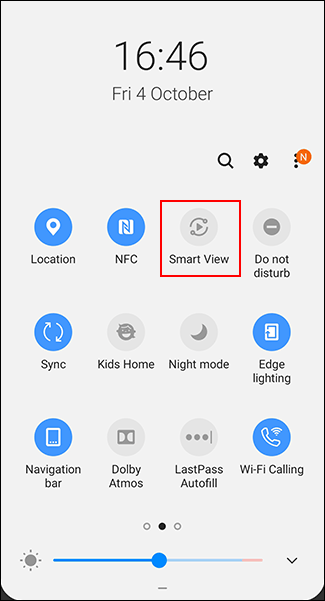 16:46
Fri 4 October
N
Location
NFC
Smart View
Do not
disturb
Sync
Kids Home
Night mode
Edge
lighting
Navigation
bar
Dolby
Atmos
LastPass
Autofill
Wi-Fi Calling